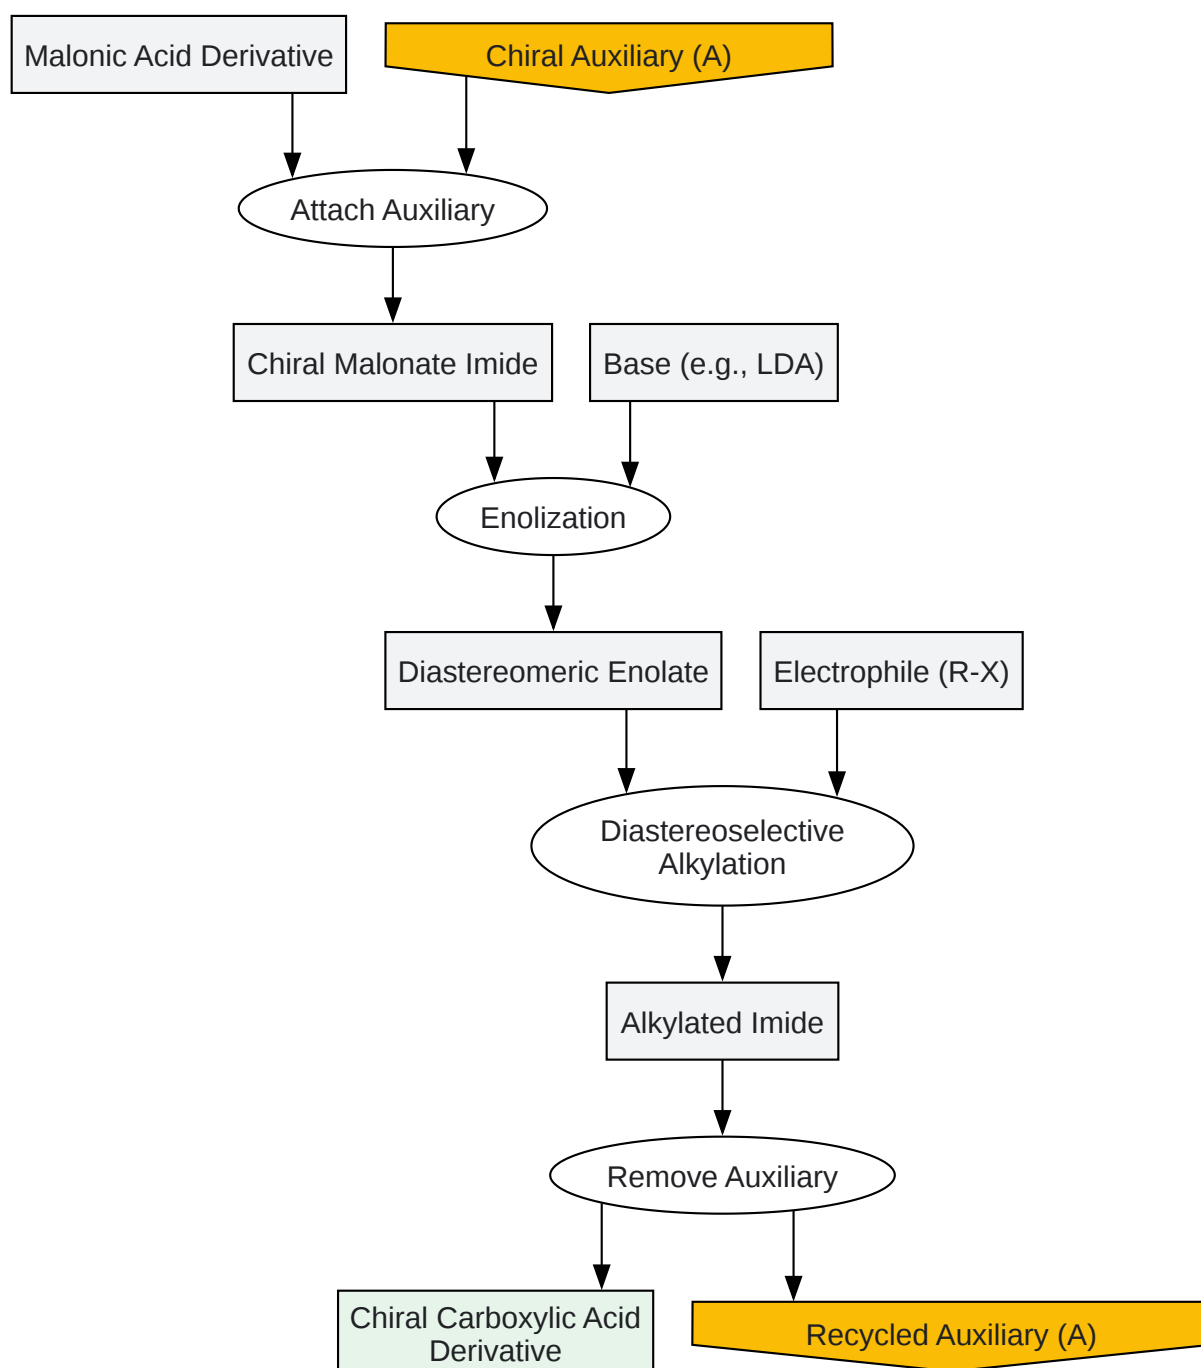 Malonic Acid Derivative
Chiral Auxiliary (A)
Attach Auxiliary
Chiral Malonate Imide
Base (e.g., LDA)
Enolization
Diastereomeric Enolate
Electrophile (R-X)
Diastereoselective
Alkylation
Alkylated Imide
Remove Auxiliary
Chiral Carboxylic Acid
Derivative
Recycled Auxiliary (A)